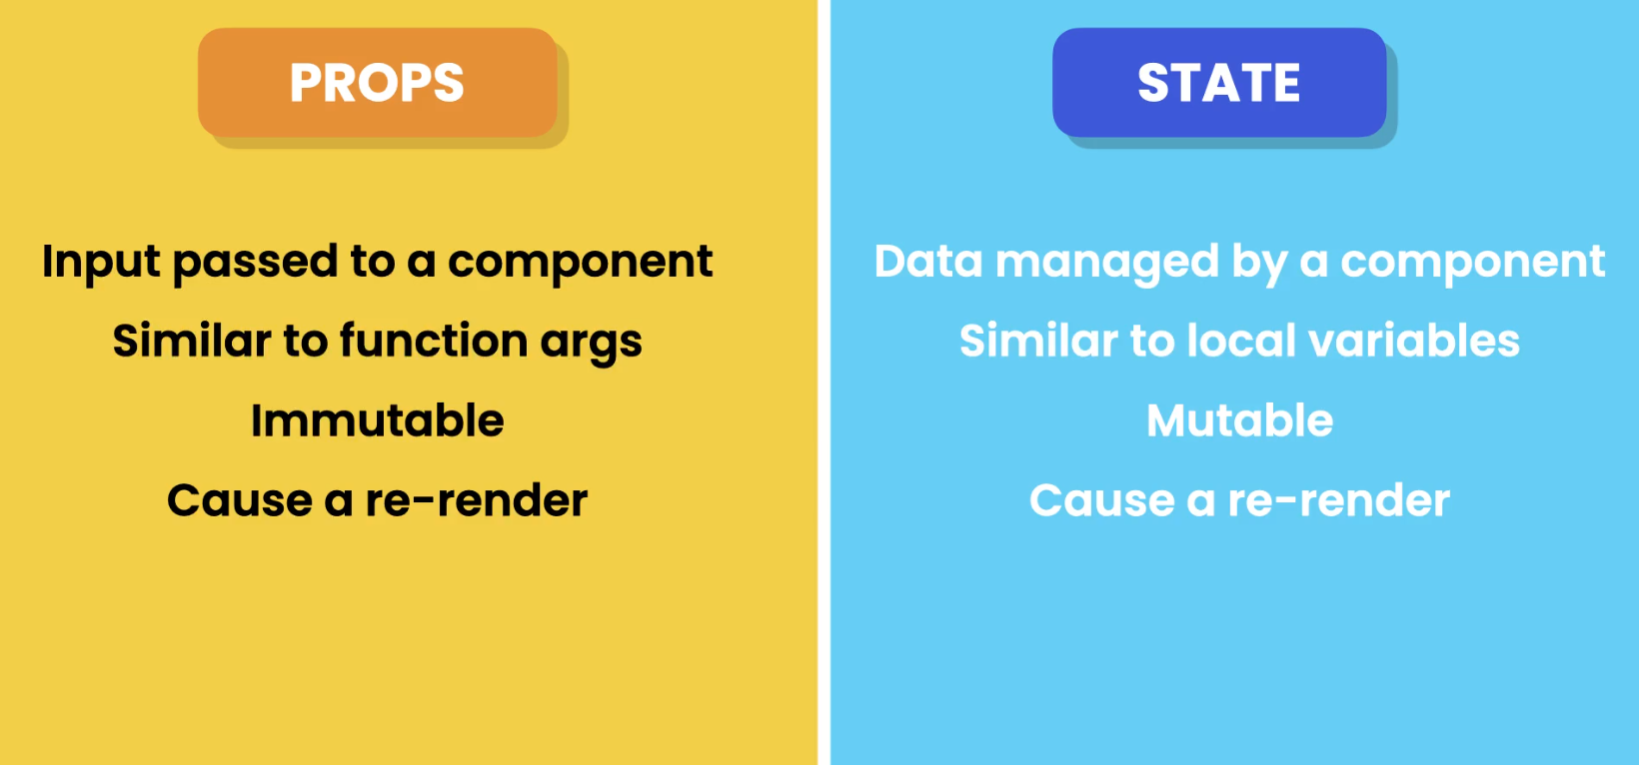 PROPS
Input passed to a component
Similar to function args
Immutable
Cause a re-render
STATE
Data managed by a component
Similar to local variables
Mutable
Cause a re-render